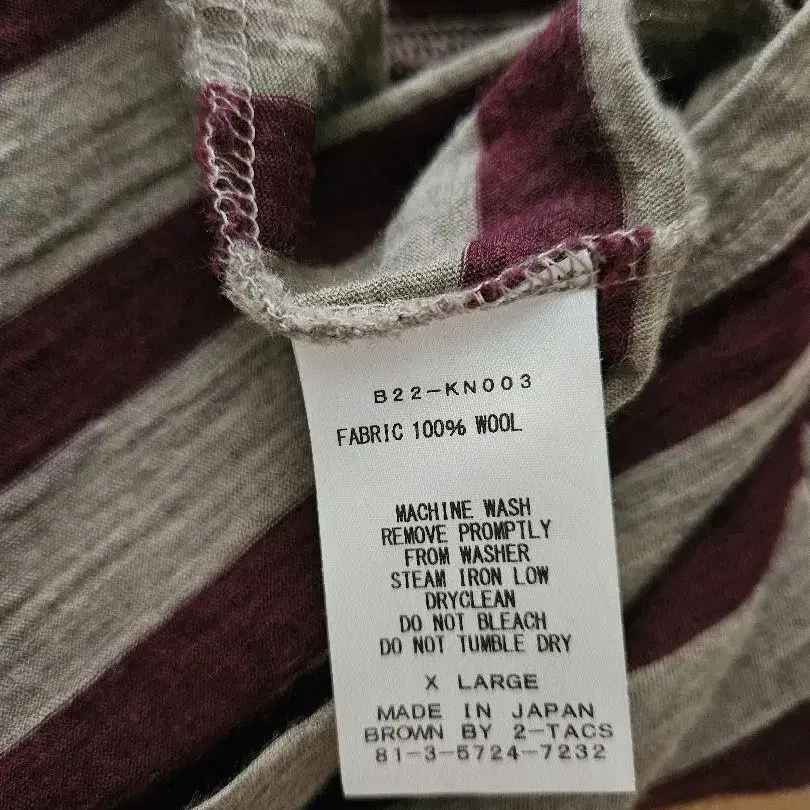 B22-KN003
FABRIC 100% WOOL
MACHINE WASH
REMOVE PROMPTLY
FROM WASHER
STEAM IRON LOW
DRYCLEAN
DO NOT BLEACH
DO NOT TUMBLE DRY
X LARGE
MADE IN JAPAN
BROWN BY 2-TACS
81-3-5724-7232